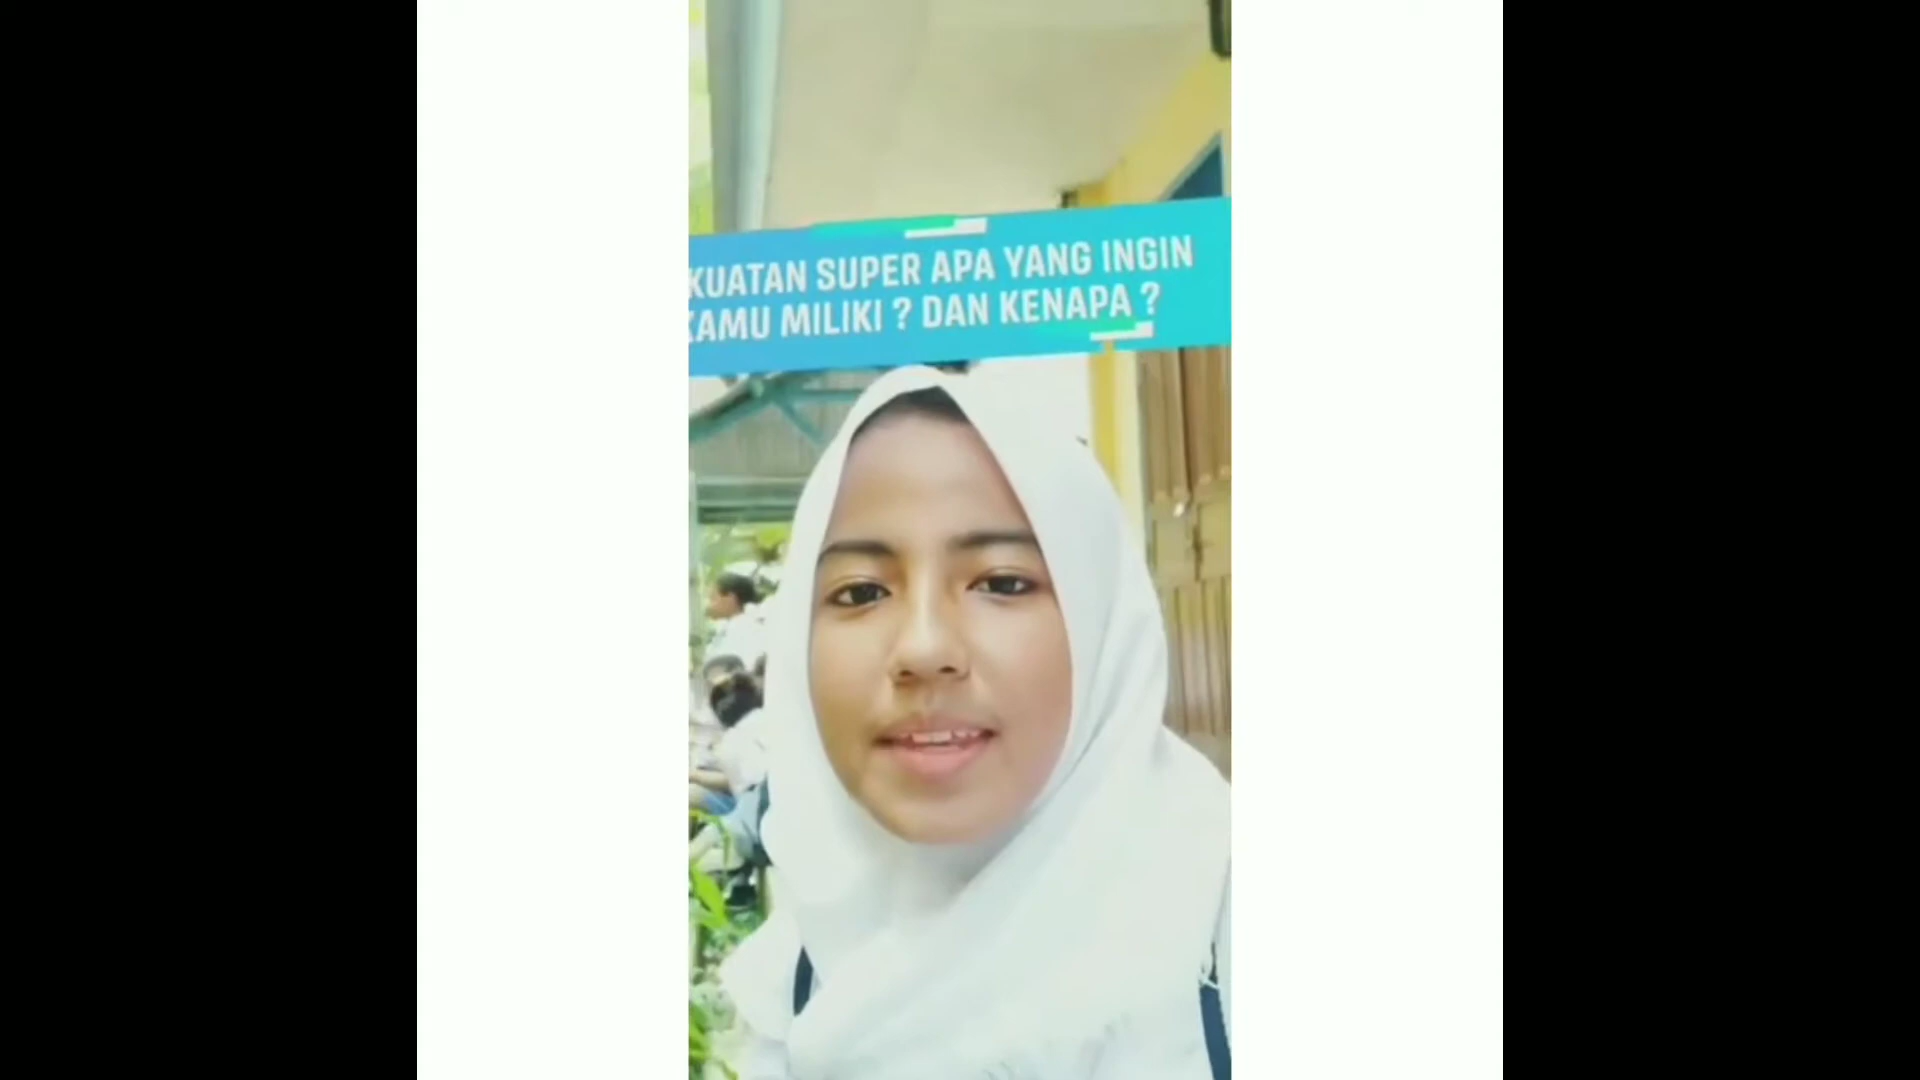 KUATAN SUPER APA YANG INGIN
KAMU MILIKI ? DAN KENAPA ?